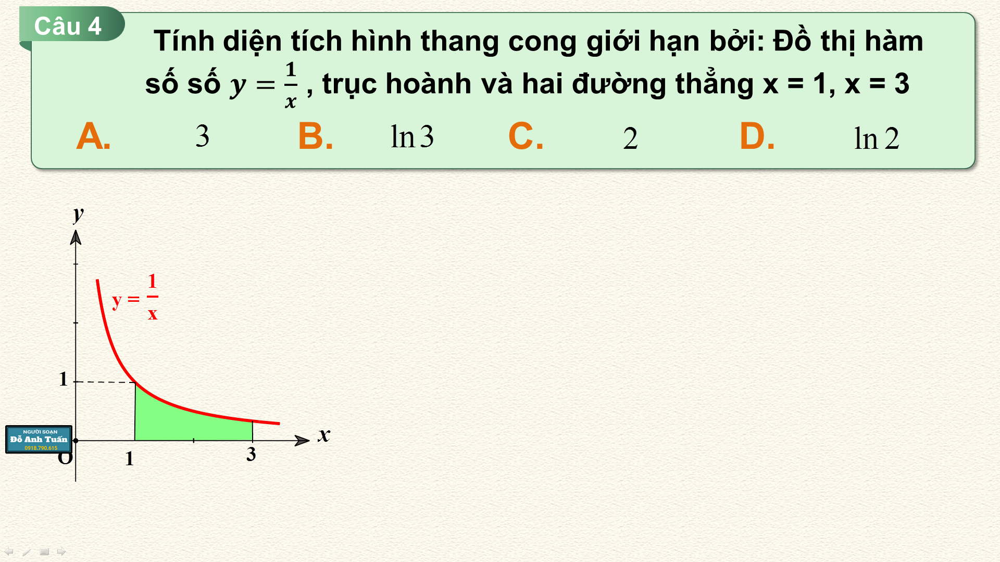 Câu 4
Tính diện tích hình thang cong giới hạn bởi: Đồ thị hàm
số số y = 1/x , trục hoành và hai đường thẳng x = 1, x = 3
A. 3 B. ln 3 C. 2 D. ln 2
y
y = 1/x
1
x
NGƯỜI SOẠN
Đỗ Anh Tuấn
0918.790.615
O 1 3